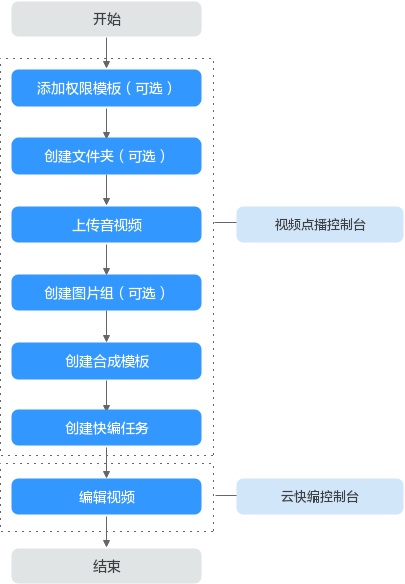 开始
添加权限模板（可选）
创建文件夹（可选）
上传音视频
视频点播控制台
创建图片组（可选）
创建合成模板
创建快编任务
编辑视频
云快编控制台
结束